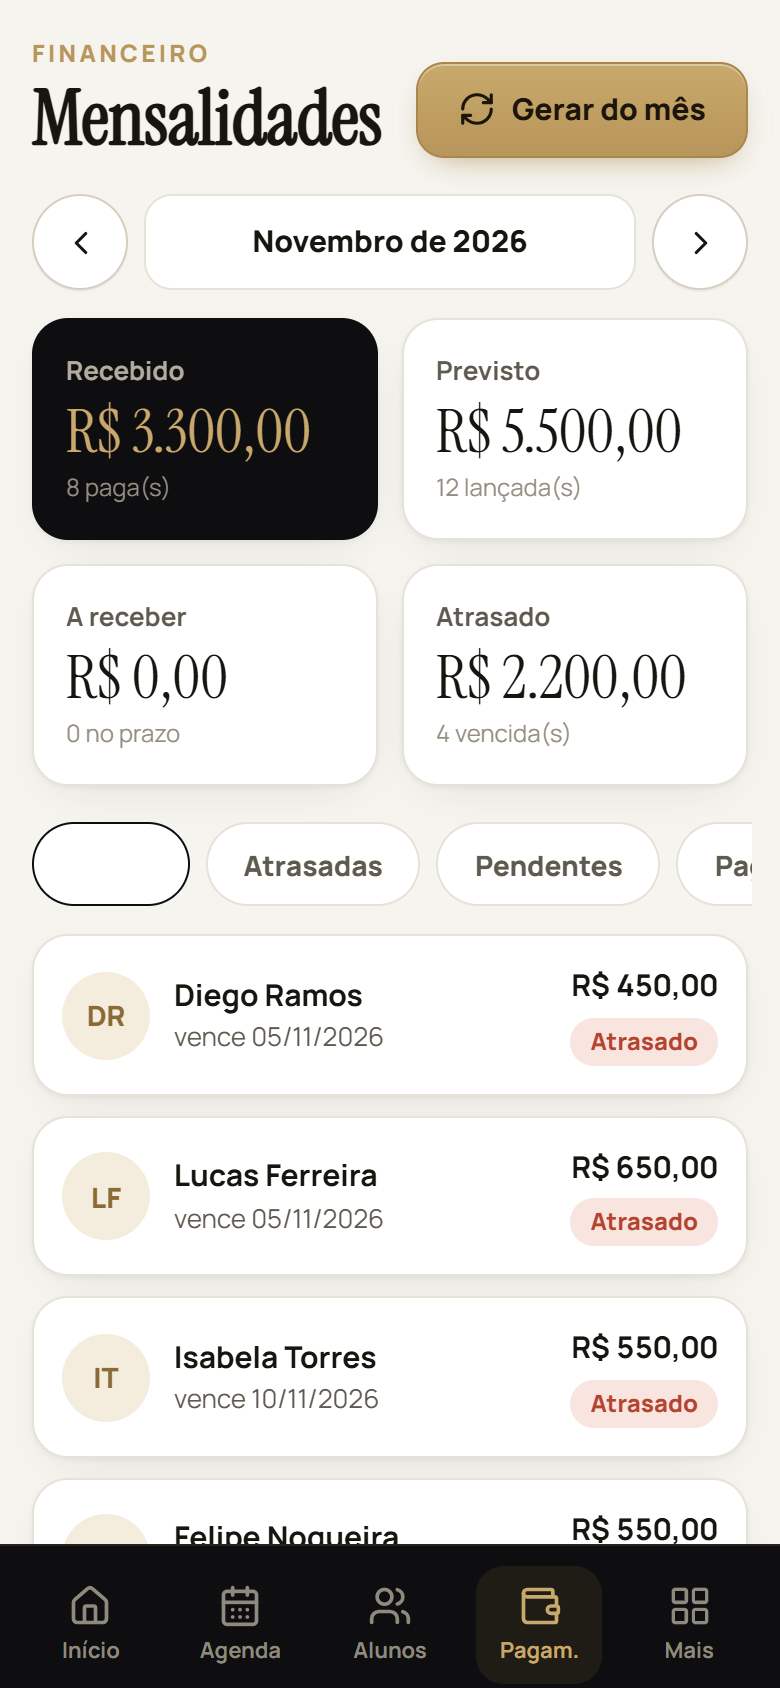 FINANCEIRO
Mensalidades
Gerar do mês
Novembro de 2026
Recebido
R$ 3.300,00
8 paga(s)
Previsto
R$ 5.500,00
12 lançada(s)
A receber
R$ 0,00
0 no prazo
Atrasado
R$ 2.200,00
4 vencida(s)
Atrasadas
Pendentes
Diego Ramos
DR
vence 05/11/2026
R$ 450,00
Atrasado
Lucas Ferreira
LF
vence 05/11/2026
R$ 650,00
Atrasado
Isabela Torres
IT
vence 10/11/2026
R$ 550,00
Atrasado
Felipe Nogueira
R$ 550,00
Início
Agenda
Alunos
Pagam.
Mais